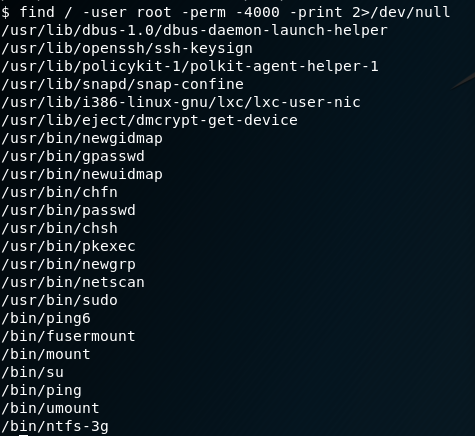 $ find / -user root -perm -4000 -print 2>/dev/null
/usr/lib/dbus-1.0/dbus-daemon-launch-helper
/usr/lib/openssh/ssh-keysign
/usr/lib/policykit-1/polkit-agent-helper-1
/usr/lib/snapd/snap-confine
/usr/lib/i386-linux-gnu/lxc/lxc-user-nic
/usr/lib/eject/dmcrypt-get-device
/usr/bin/newgidmap
/usr/bin/gpasswd
/usr/bin/newuidmap
/usr/bin/chfn
/usr/bin/passwd
/usr/bin/chsh
/usr/bin/pkexec
/usr/bin/newgrp
/usr/bin/netscan
/usr/bin/sudo
/bin/ping6
/bin/fusermount
/bin/mount
/bin/su
/bin/ping
/bin/umount
/bin/ntfs-3g